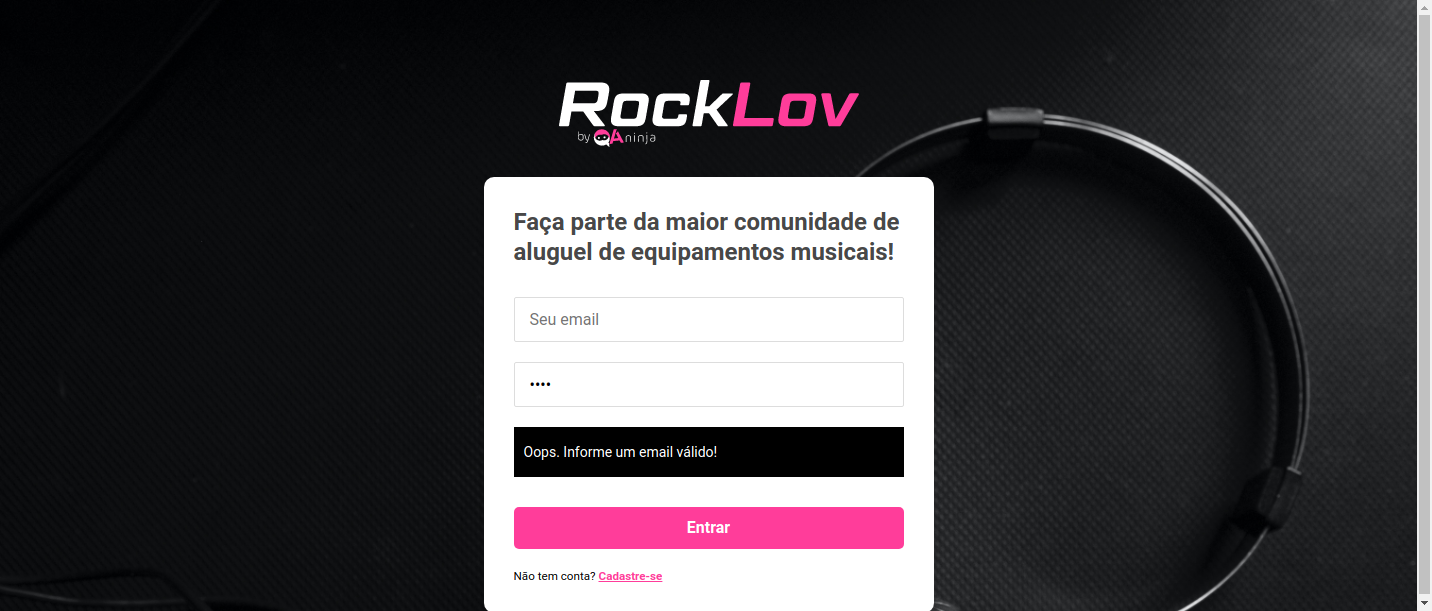 RockLov
by QAninja
Faça parte da maior comunidade de
aluguel de equipamentos musicais!
Seu email
••••
Oops. Informe um email válido!
Entrar
Não tem conta? Cadastre-se